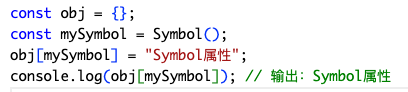 const obj = {};
const mySymbol = Symbol();
obj[mySymbol] = "Symbol属性";
console.log(obj[mySymbol]); // 输出：Symbol属性